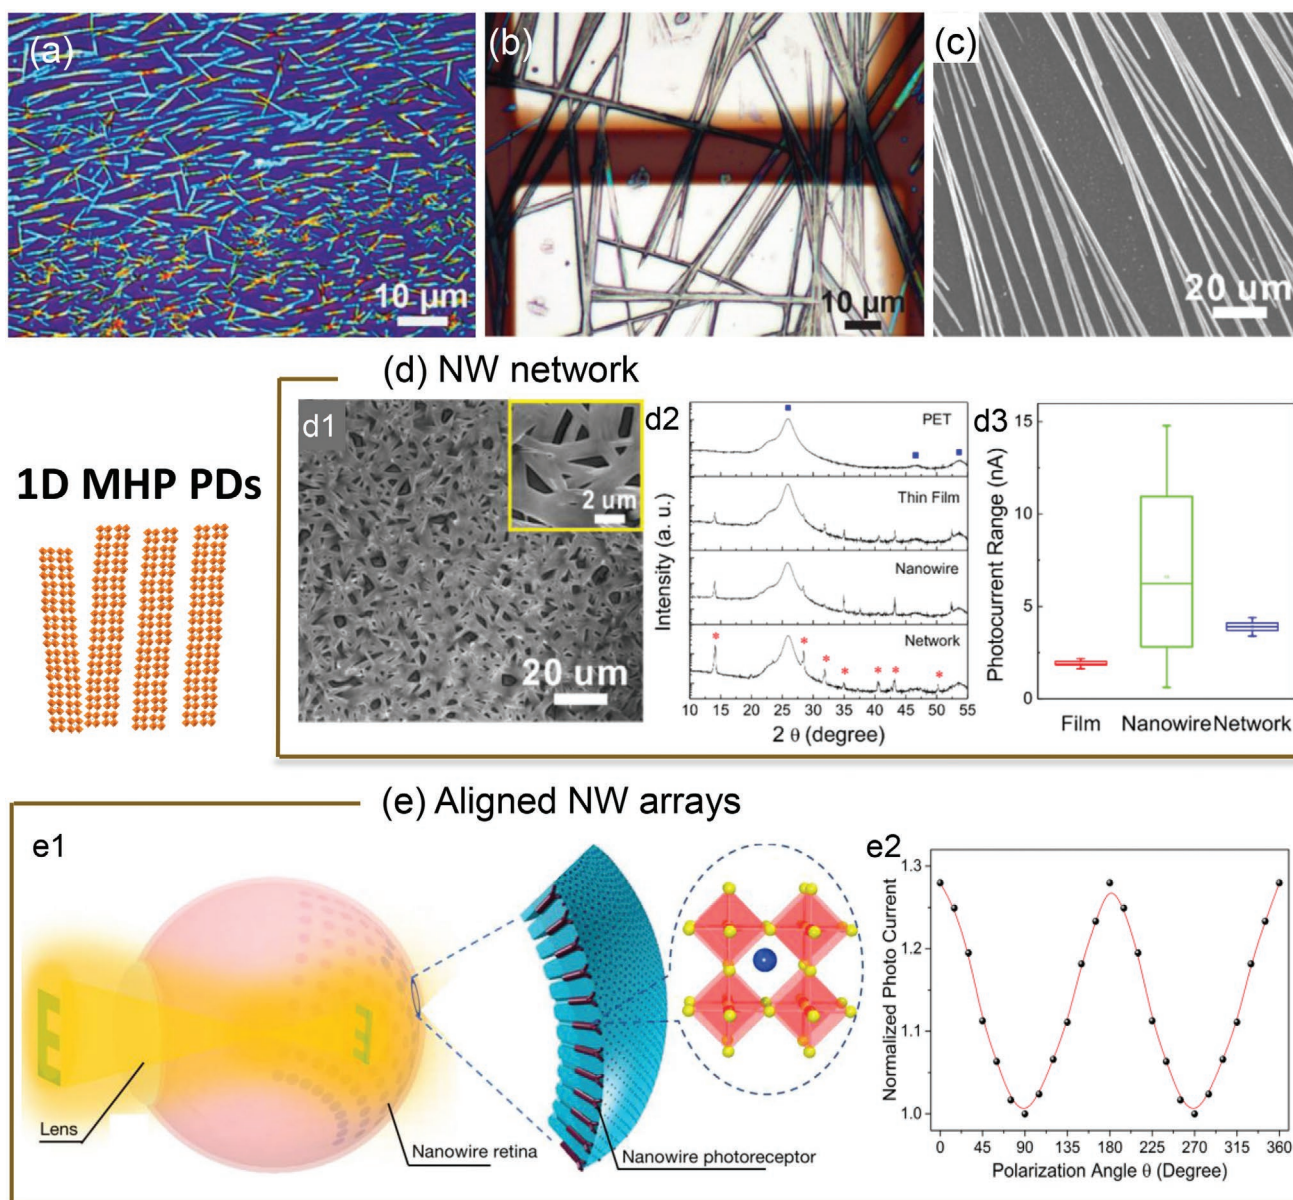 (a)
10 μm
(b)
10 μm
(c)
20 um
(d) NW network
1D MHP PDs
d1
2 um
20 um
d2
Intensity (a. u.)
PET
Thin Film
Nanowire
Network
* * * * * * *
10 15 20 25 30 35 40 45 50 55
2 θ (degree)
d3
Photocurrent Range (nA)
15
10
5
0
Film Nanowire Network
(e) Aligned NW arrays
e1
E
E
Lens
Nanowire retina
Nanowire photoreceptor
e2
Normalized Photo Current
1.3
1.2
1.1
1.0
0 45 90 135 180 225 270 315 360
Polarization Angle θ (Degree)